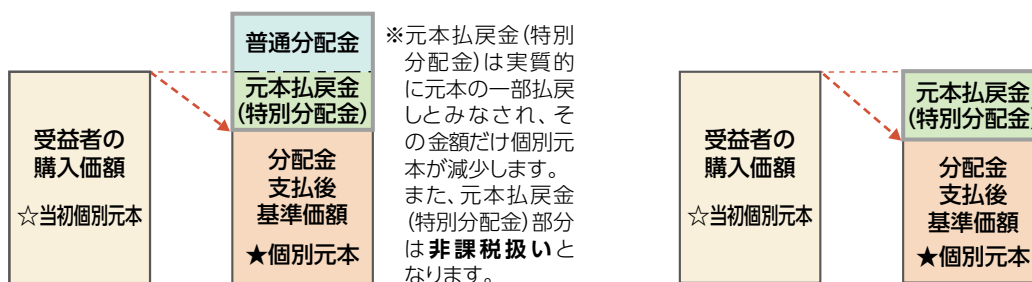 普通分配金
元本払戻金
(特別分配金)
受益者の
購入価額
☆当初個別元本
分配金
支払後
基準価額
★個別元本
※元本払戻金(特別
分配金)は実質的
に元本の一部払戻
しとみなされ、そ
の金額だけ個別元
本が減少します。
また、元本払戻金
(特別分配金)部分
は非課税扱いと
なります。
受益者の
購入価額
☆当初個別元本
元本払戻金
(特別分配金)
分配金
支払後
基準価額
★個別元本